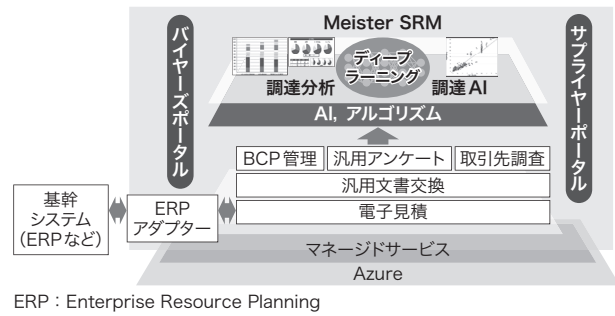 Meister SRM
バイヤーズポータル
サプライヤーポータル
ディープ
ラーニング
調達分析
調達AI
AI, アルゴリズム
BCP管理
汎用アンケート
取引先調査
汎用文書交換
電子見積
基幹
システム
(ERPなど)
ERP
アダプター
マネージドサービス
Azure
ERP：Enterprise Resource Planning